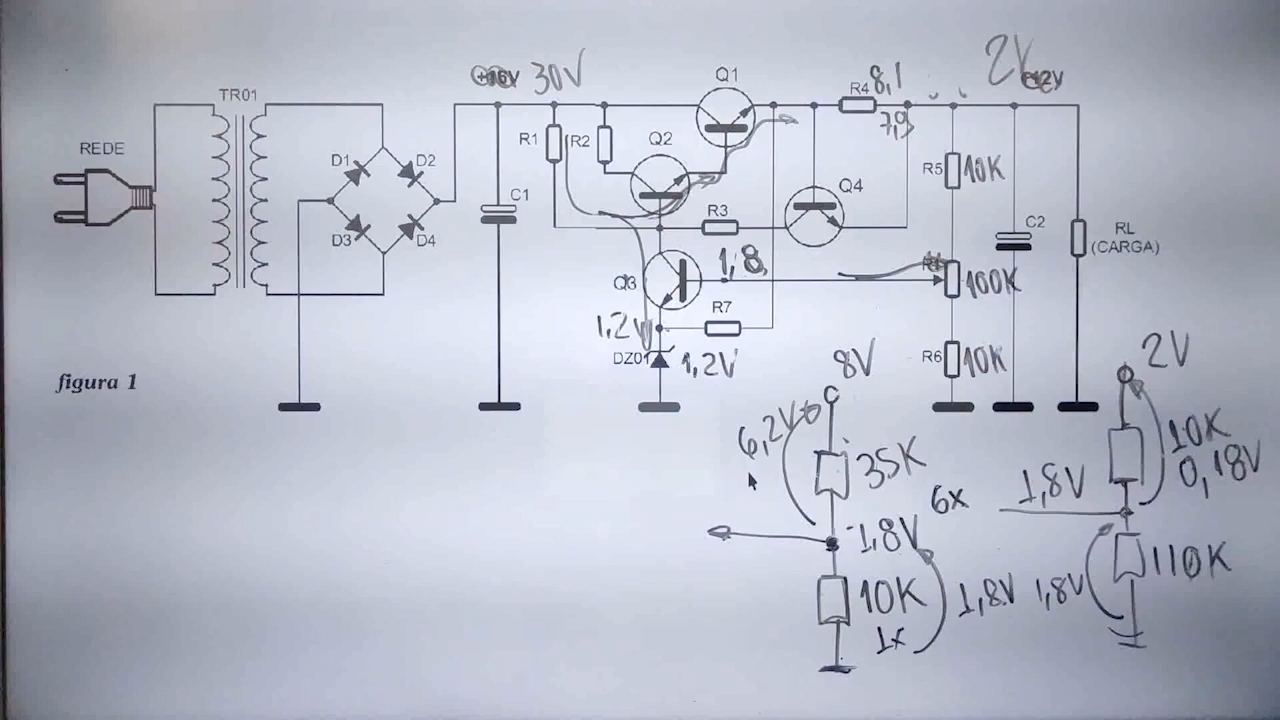 +16V 30V
2V +12V
TR01
Q1
R4 8,1
7,9
REDE
D1 D2
R1 R2
Q2
R5 10K
C1
R3
Q4
D3 D4
C2
RL
(CARGA)
Q3
1,8
100K
R7
1,2V
DZ01 1,2V
R6 10K
figura 1
8V
2V
6,2V
35K
10K
0,18V
6x
1,8V
1,8V
110K
10K
1x
1,8V
1,8V